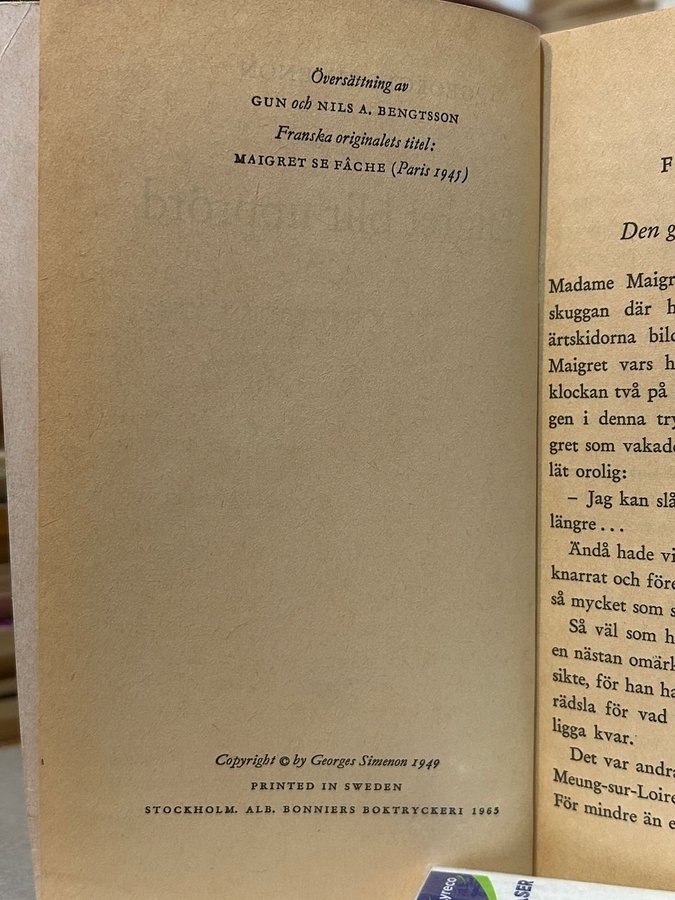 Översättning av
GUN och NILS A. BENGTSSON
Franska originalets titel:
MAIGRET SE FÂCHE (Paris 1945)
Copyright © by Georges Simenon 1949
PRINTED IN SWEDEN
STOCKHOLM. ALB. BONNIERS BOKTRYCKERI 1965
F
Den g
Madame Maigr
skuggan där h
ärtskidorna bild
Maigret vars h
klockan två på
gen i denna try
gret som vakade
lät orolig:
– Jag kan slå
längre...
Ändå hade vi
knarrat och före
så mycket som s
Så väl som h
en nästan omärk
sikte, för han ha
rädsla för vad
ligga kvar.
Det var andra
Meung-sur-Loire
För mindre än e
yreco
ASER